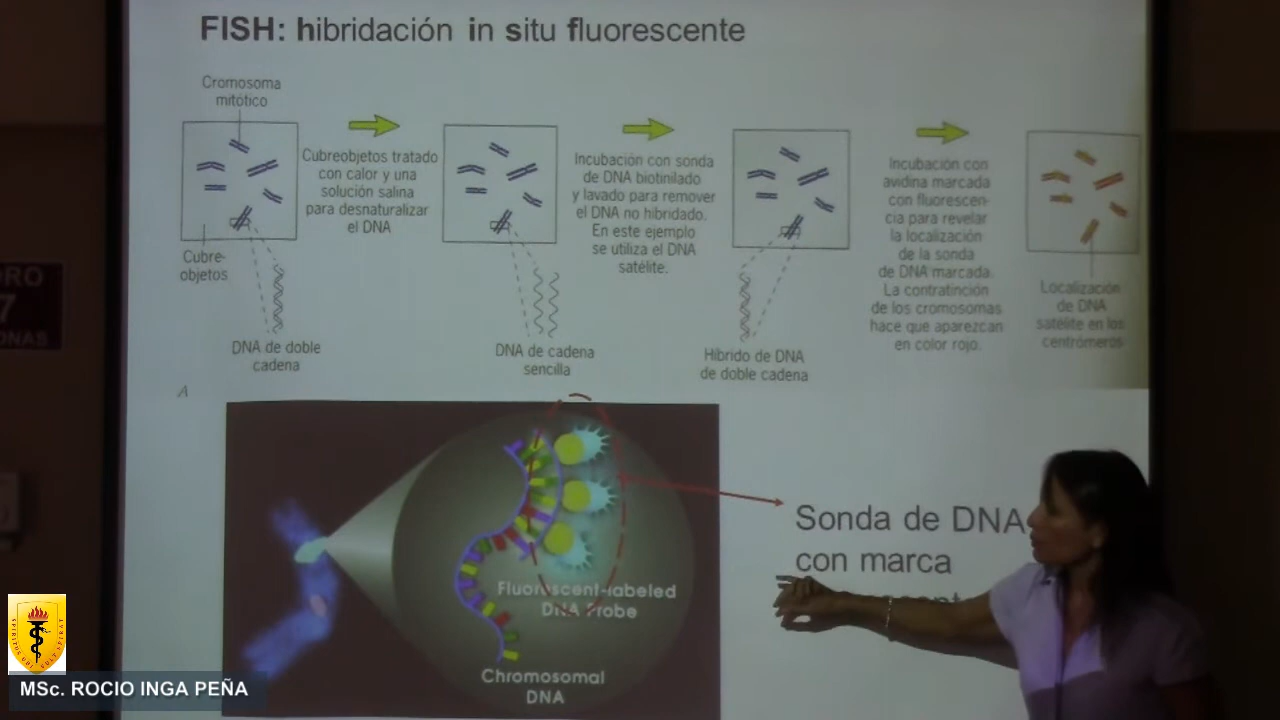 FISH: hibridación in situ fluorescente
Cromosoma
mitótico
Cubreobjetos tratado
con calor y una
solución salina
para desnaturalizar
el DNA
Incubación con sonda
de DNA biotinilado
y lavado para remover
el DNA no hibridado.
En este ejemplo
se utiliza el DNA
satélite.
Incubación con
avidina marcada
con fluorescen-
cia para revelar
la localización
de la sonda
de DNA marcada.
La contratinción
de los cromosomas
hace que aparezcan
en color rojo.
Cubre-
objetos
DNA de doble
cadena
DNA de cadena
sencilla
Híbrido de DNA
de doble cadena
Localización
de DNA
satélite en los
centrómeros
A
7
Fluorescent-labeled
DNA Probe
Chromosomal
DNA
Sonda de DNA
con marca
MSc. ROCIO INGA PEÑA